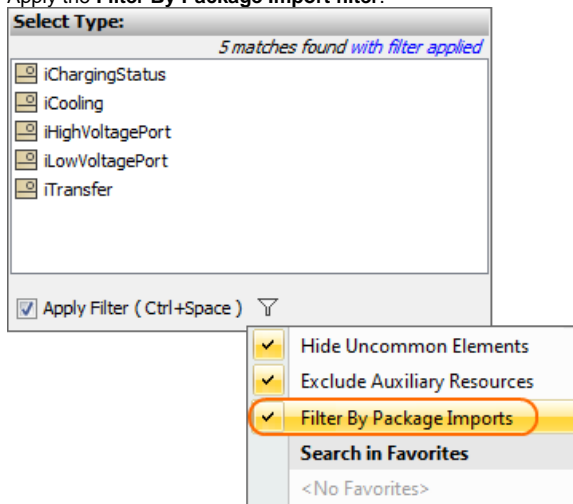 Apply the Filter By Package Import filter.
Select Type:
5 matches found with filter applied
iChargingStatus
iCooling
iHighVoltagePort
iLowVoltagePort
iTransfer
Apply Filter ( Ctrl+Space )
Hide Uncommon Elements
Exclude Auxiliary Resources
Filter By Package Imports
Search in Favorites
<No Favorites>